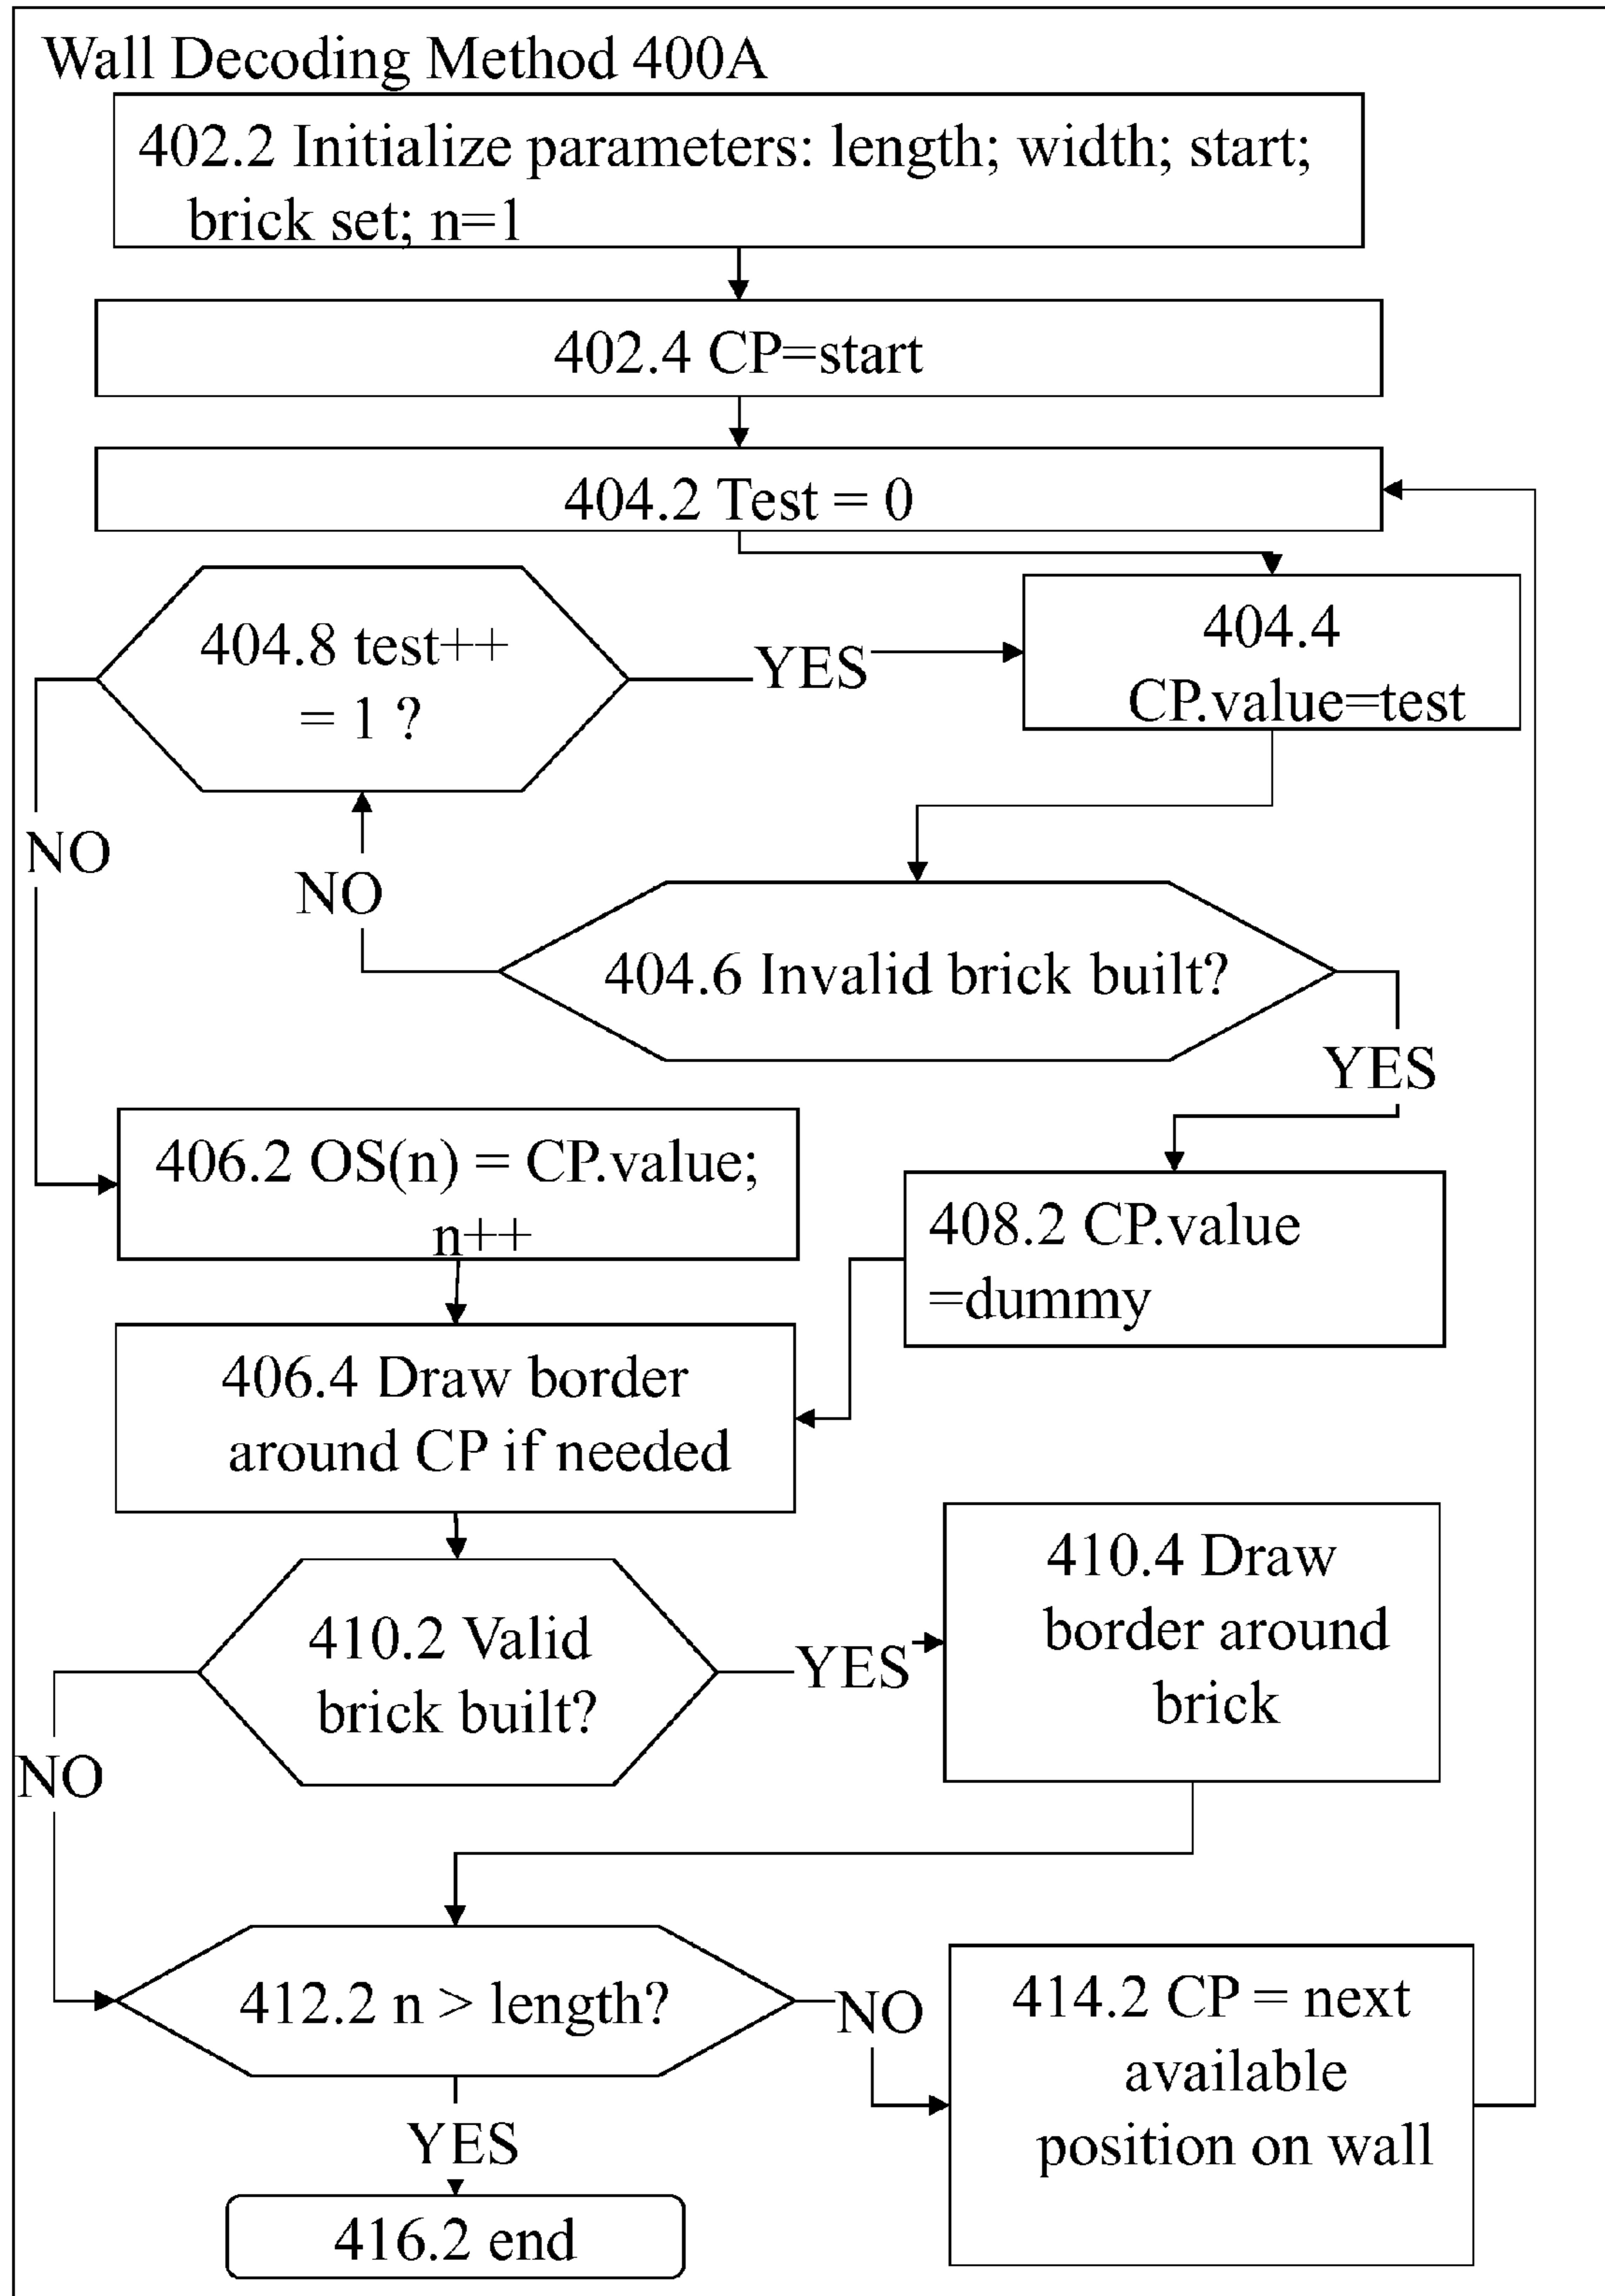 Wall Decoding Method 400A
402.2 Initialize parameters: length; width; start;
brick set; n=1
402.4 CP=start
404.2 Test = 0
404.8 test++
= 1 ?
YES
404.4
CP.value=test
NO
NO
404.6 Invalid brick built?
YES
406.2 OS(n) = CP.value;
n++
408.2 CP.value
=dummy
406.4 Draw border
around CP if needed
410.2 Valid
brick built?
YES
410.4 Draw
border around
brick
NO
412.2 n > length?
NO
414.2 CP = next
available
position on wall
YES
416.2 end